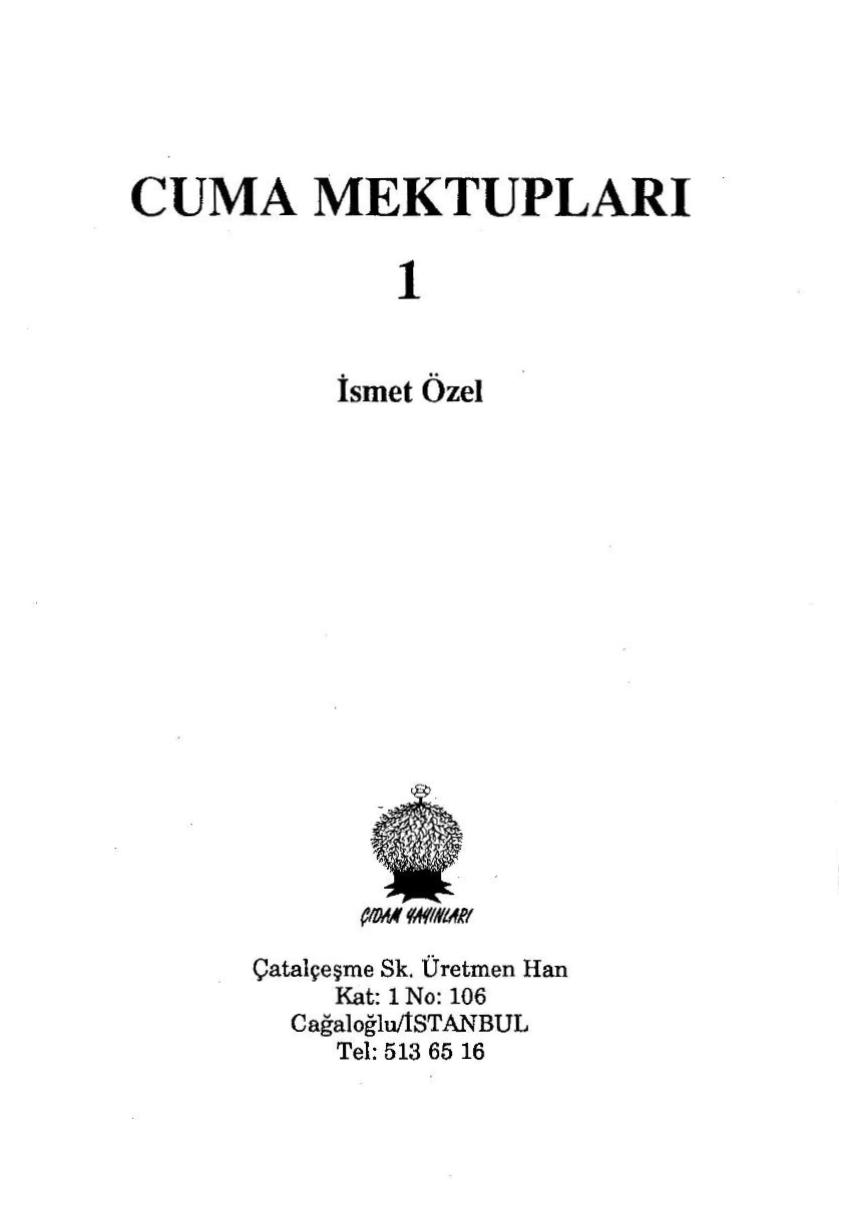 CUMA MEKTUPLARI
1
İsmet Özel
ÇIDAM YAYINLARI
Çatalçeşme Sk. Üretmen Han
Kat: 1 No: 106
Cağaloğlu/İSTANBUL
Tel: 513 65 16